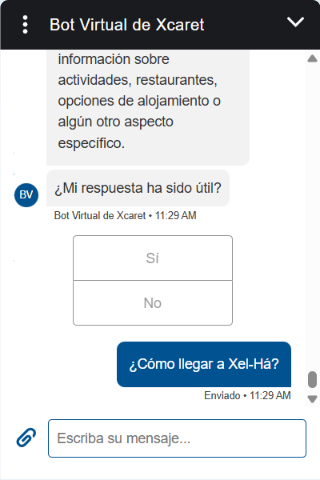 Bot Virtual de Xcaret
información sobre
actividades, restaurantes,
opciones de alojamiento o
algún otro aspecto
específico.
¿Mi respuesta ha sido útil?
BV
Bot Virtual de Xcaret • 11:29 AM
Sí
No
¿Cómo llegar a Xel-Há?
Enviado • 11:29 AM
Escriba su mensaje...